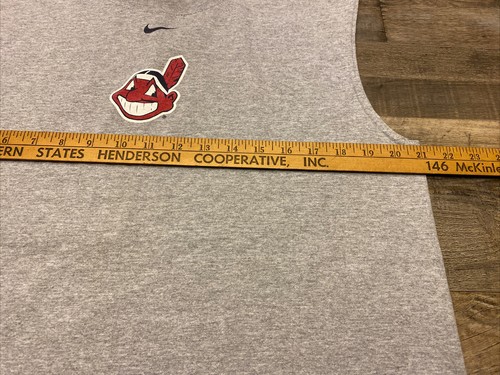 6 7 8 9 10 11 12 13 14 15 16 17 18 19 20 21 22 23
ERN STATES HENDERSON COOPERATIVE, INC. 146 McKinle